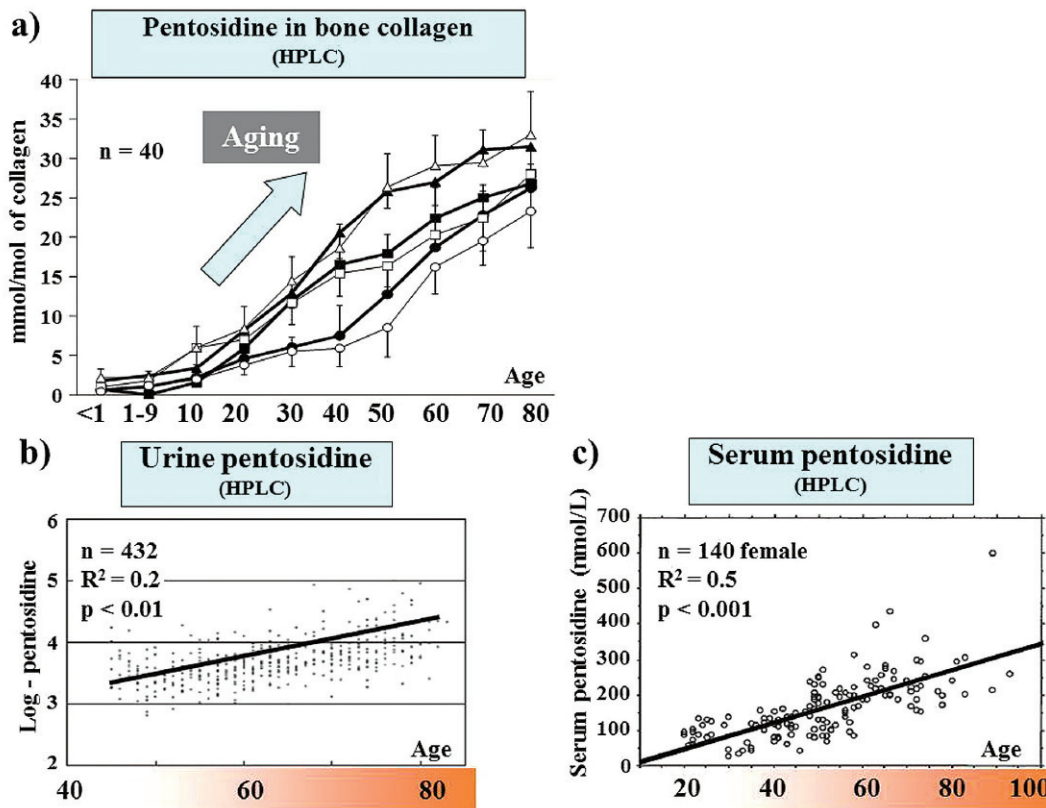 a)
Pentosidine in bone collagen
(HPLC)
mmol/mol of collagen
40
35
30
25
20
15
10
5
0
n = 40
Aging
Age
<1 1-9 10 20 30 40 50 60 70 80
b)
Urine pentosidine
(HPLC)
Log - pentosidine
6
5
4
3
2
n = 432
R² = 0.2
p < 0.01
Age
40 60 80
c)
Serum pentosidine
(HPLC)
Serum pentosidine (nmol/L)
700
600
500
400
300
200
100
0
n = 140 female
R² = 0.5
p < 0.001
Age
20 40 60 80 100